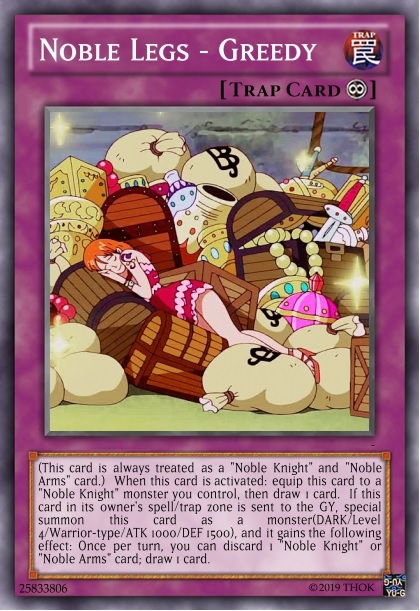 NOBLE LEGS - GREEDY
TRAP
罠
[TRAP CARD ]
(This card is always treated as a "Noble Knight" and "Noble
Arms" card.) When this card is activated: equip this card to a
"Noble Knight" monster you control, then draw 1 card. If this
card in its owner's spell/trap zone is sent to the GY, special
summon this card as a monster(DARK/Level
4/Warrior-type/ATK 1000/DEF 1500), and it gains the following
effect: Once per turn, you can discard 1 "Noble Knight" or
"Noble Arms" card; draw 1 card.
25833806
©2019 THOK
YU-G